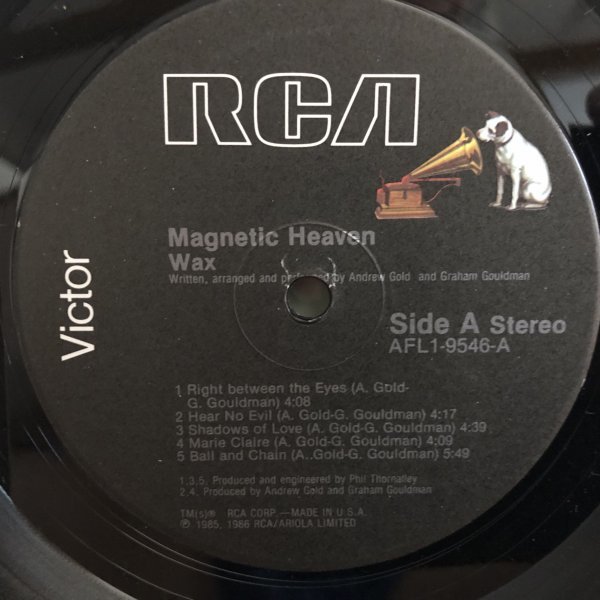 RCA
Victor
Magnetic Heaven
Wax
Written, arranged and performed by Andrew Gold and Graham Gouldman
Side A Stereo
AFL1-9546-A
1 Right between the Eyes (A. Gold-
G. Gouldman) 4:08
2 Hear No Evil (A. Gold-G. Gouldman) 4:17
3 Shadows of Love (A. Gold-G. Gouldman) 4:39
4 Marie Claire (A. Gold-G. Gouldman) 4:09
5 Ball and Chain (A. Gold-G. Gouldman) 5:49
1,3,5, Produced and engineered by Phil Thornalley
2,4, Produced by Andrew Gold and Graham Gouldman
TM(s)® RCA CORP.—MADE IN U.S.A.
℗ 1985, 1986 RCA/ARIOLA LIMITED